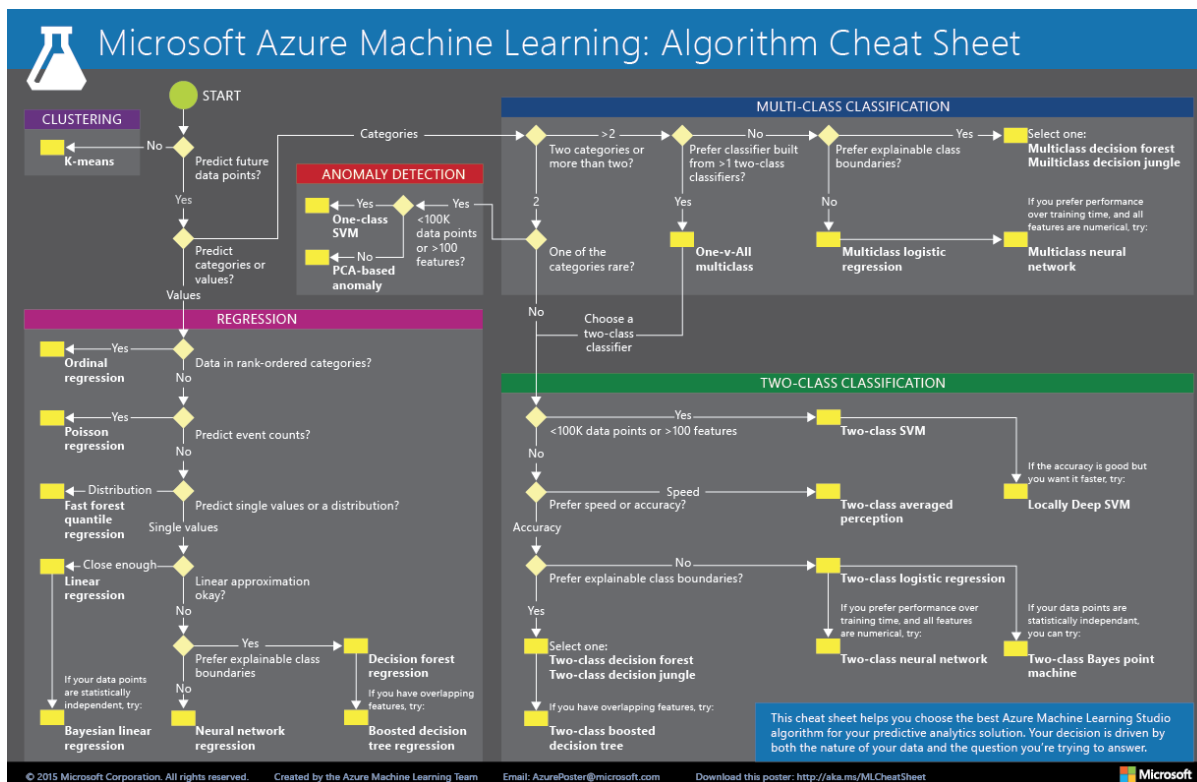 Microsoft Azure Machine Learning: Algorithm Cheat Sheet
START
CLUSTERING
K-means
No
Predict future
data points?
Yes
Predict
categories or
values?
Categories
Values
ANOMALY DETECTION
Yes
One-class
SVM
<100K
data points
or >100
features?
Yes
No
PCA-based
anomaly
MULTI-CLASS CLASSIFICATION
Two categories or
more than two?
>2
Prefer classifier built
from >1 two-class
classifiers?
No
Prefer explainable class
boundaries?
Yes
Select one:
Multiclass decision forest
Muiltclass decision jungle
2
One of the
categories rare?
Yes
One-v-All
multiclass
No
Multiclass logistic
regression
If you prefer performance
over training time, and all
features are numerical, try:
Multiclass neural
network
No
Choose a
two-class
classifier
REGRESSION
Yes
Ordinal
regression
Data in rank-ordered categories?
No
Yes
Poisson
regression
Predict event counts?
No
Distribution
Fast forest
quantile
regression
Predict single values or a distribution?
Single values
Close enough
Linear
regression
Linear approximation
okay?
No
Yes
Prefer explainable class
boundaries
Decision forest
regression
If your data points
are statistically
independent, try:
No
If you have overlapping
features, try:
Bayesian linear
regression
Neural network
regression
Boosted decision
tree regression
TWO-CLASS CLASSIFICATION
Yes
<100K data points or >100 features
Two-class SVM
No
If the accuracy is good but
you want it faster, try:
Speed
Prefer speed or accuracy?
Two-class averaged
perception
Locally Deep SVM
Accuracy
No
Prefer explainable class boundaries?
Two-class logistic regression
Yes
If you prefer performance over
training time, and all features
are numerical, try:
If your data points are
statistically independant,
you can try:
Select one:
Two-class decision forest
Two-class decision jungle
Two-class neural network
Two-class Bayes point
machine
If you have overlapping features, try:
Two-class boosted
decision tree
This cheat sheet helps you choose the best Azure Machine Learning Studio
algorithm for your predictive analytics solution. Your decision is driven by
both the nature of your data and the question you're trying to answer.
© 2015 Microsoft Corporation. All rights reserved. Created by the Azure Machine Learning Team Email: AzurePoster@microsoft.com Download this poster: http://aka.ms/MLCheatSheet Microsoft